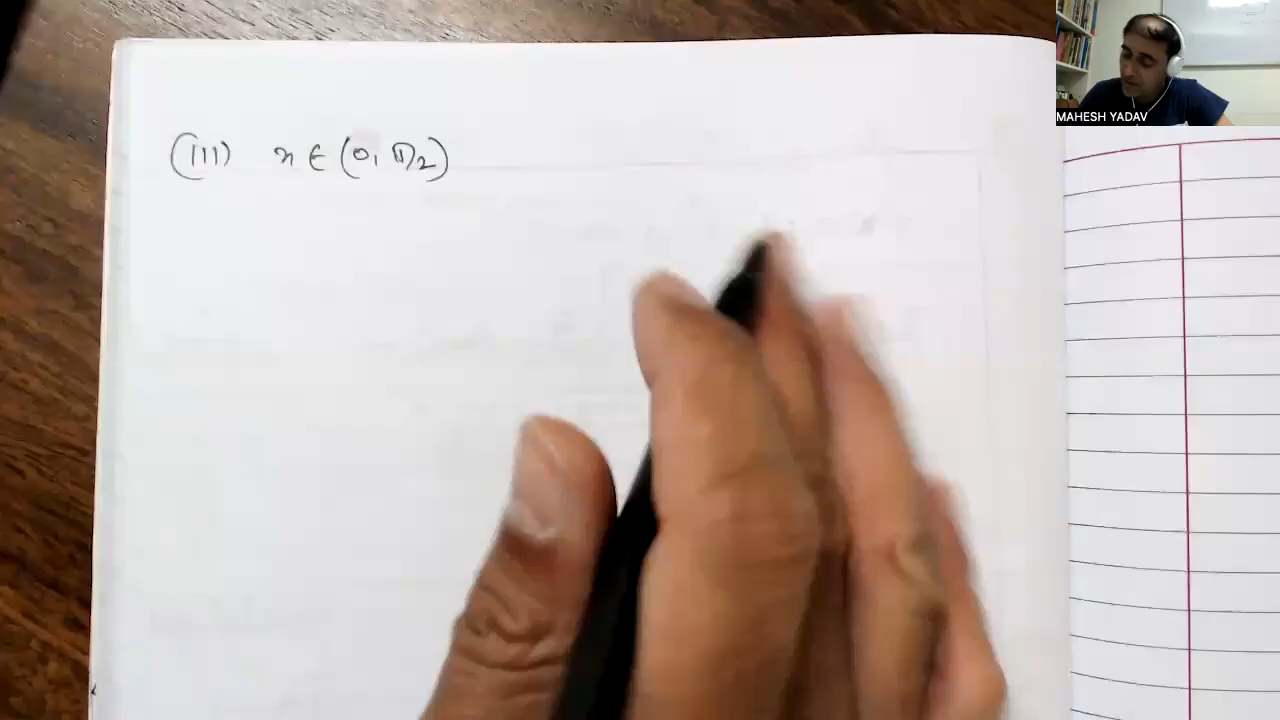 (III) x ∈ (0, π/2)
MAHESH YADAV